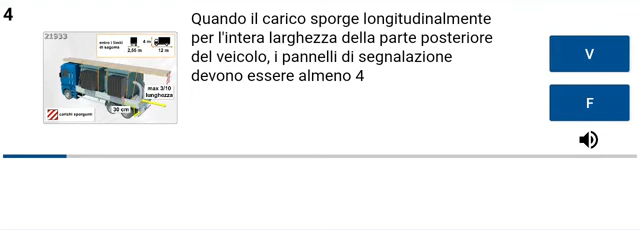 4
Quando il carico sporge longitudinalmente
per l'intera larghezza della parte posteriore
del veicolo, i pannelli di segnalazione
devono essere almeno 4
V
F
21933
entro i limiti
di sagoma
4 m
2,55 m
12 m
max 3/10
lunghezza
30 cm
carichi sporgenti